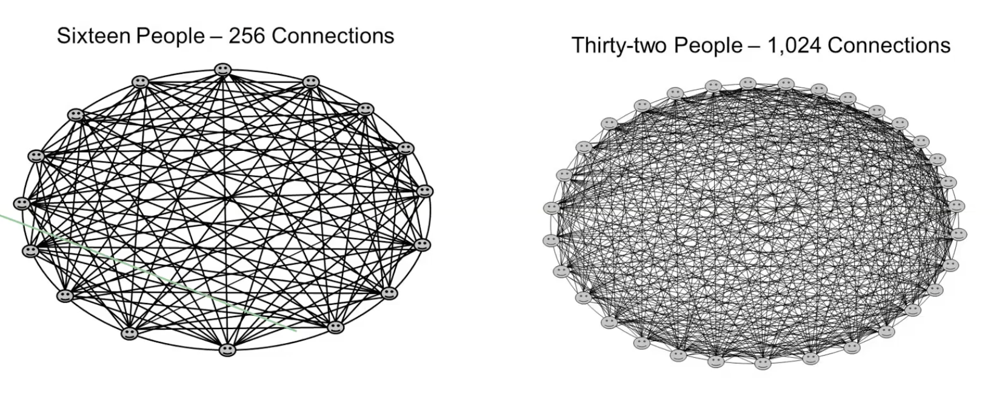 Sixteen People – 256 Connections
Thirty-two People – 1,024 Connections